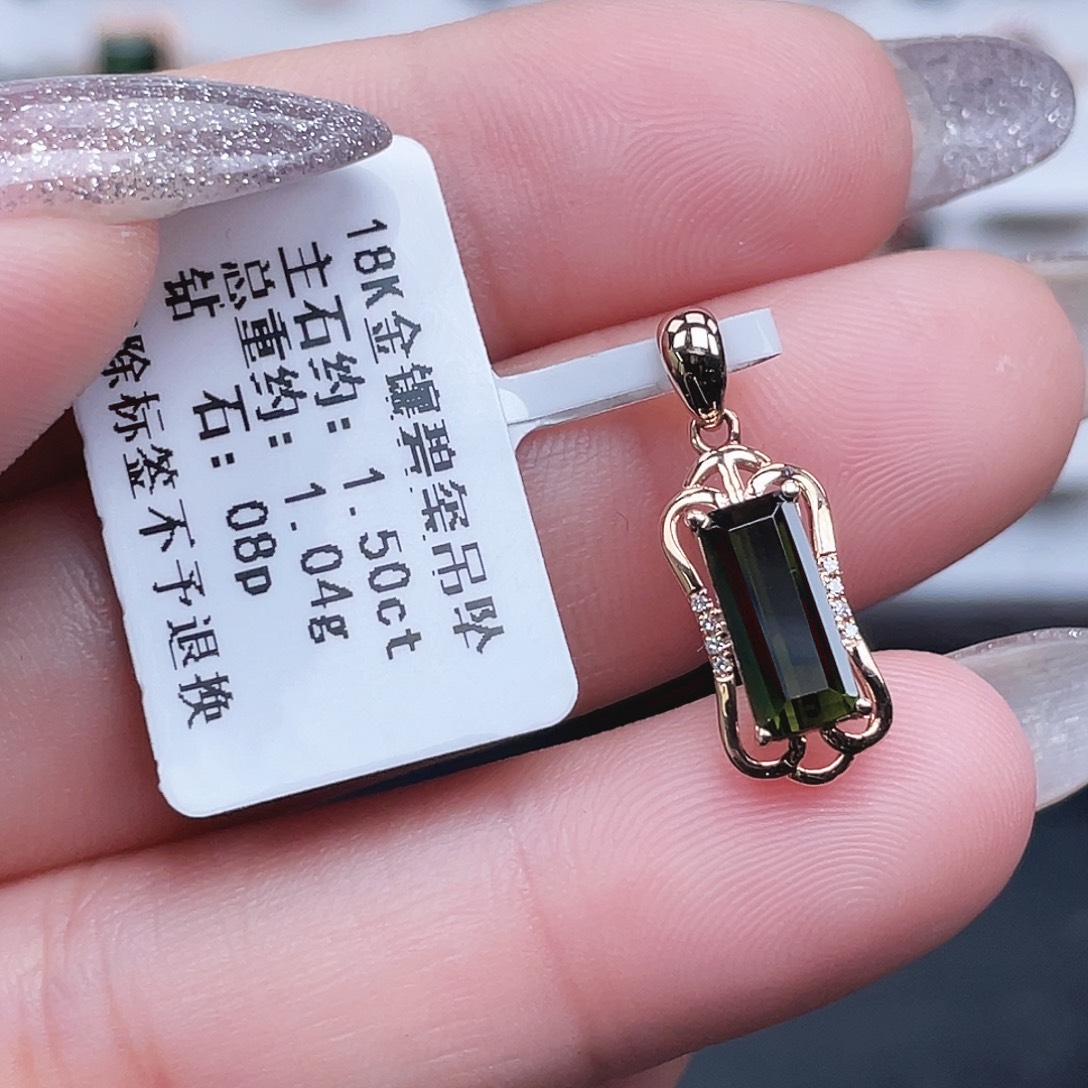 18K金镶碧玺吊坠
主石约：1.50ct
总重约：1.04g
钻石：08p
除标签不予退换